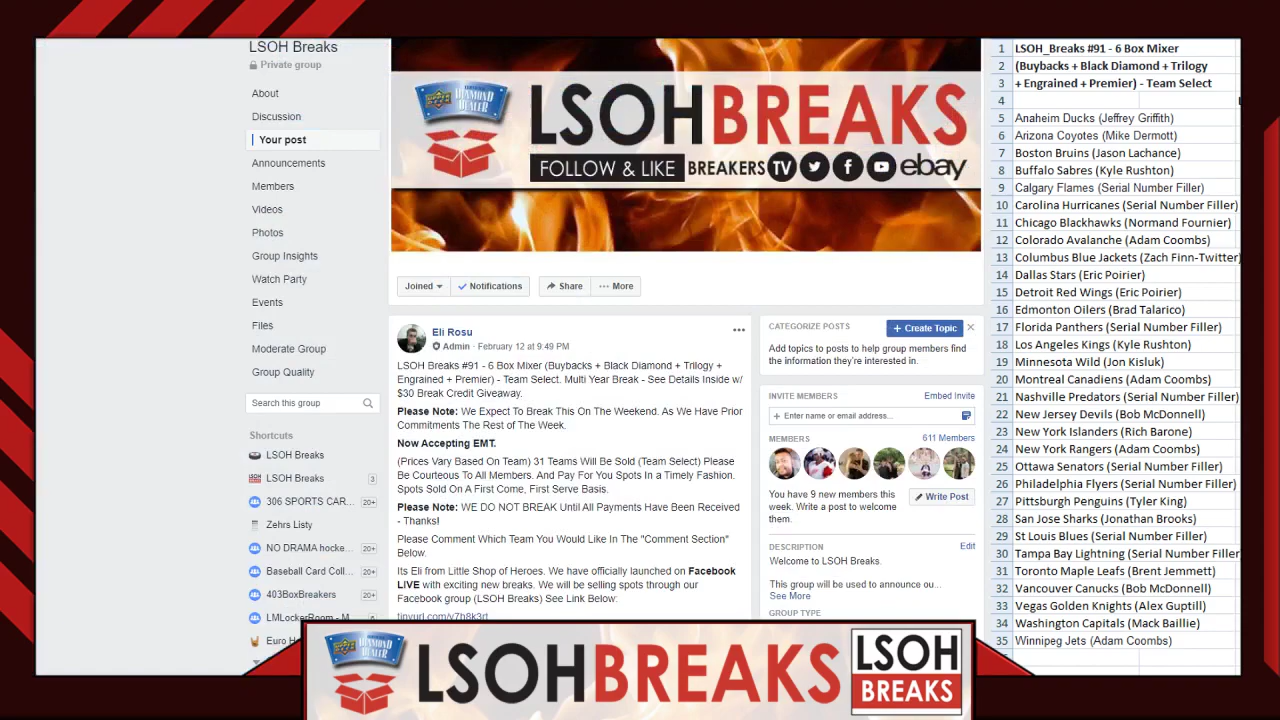 LSOH Breaks
Private group
About
Discussion
Your post
Announcements
Members
Videos
Photos
Group Insights
Watch Party
Events
Files
Moderate Group
Group Quality
Search this group
Shortcuts
LSOH Breaks
LSOH Breaks 3
306 SPORTS CAR... 20+
Zehrs Listy
NO DRAMA hocke... 20+
Baseball Card Coll... 20+
403BoxBreakers 20+
LMLockerRoom - M...
Euro H
UPPER DECK
DIAMOND DEALER
LSOHBREAKS
FOLLOW & LIKE BREAKERS TV ebay
Joined Notifications Share ••• More
Eli Rosu
Admin · February 12 at 9:49 PM
LSOH Breaks #91 - 6 Box Mixer (Buybacks + Black Diamond + Trilogy +
Engrained + Premier) - Team Select. Multi Year Break - See Details Inside w/
$30 Break Credit Giveaway.
Please Note: We Expect To Break This On The Weekend. As We Have Prior
Commitments The Rest of The Week.
Now Accepting EMT.
(Prices Vary Based On Team) 31 Teams Will Be Sold (Team Select) Please
Be Courteous To All Members. And Pay For You Spots In a Timely Fashion.
Spots Sold On A First Come, First Serve Basis.
Please Note: WE DO NOT BREAK Until All Payments Have Been Received
- Thanks!
Please Comment Which Team You Would Like In The "Comment Section"
Below.
Its Eli from Little Shop of Heroes. We have officially launched on Facebook
LIVE with exciting new breaks. We will be selling spots through our
Facebook group (LSOH Breaks) See Link Below:
tinyurl.com/y7h8k3rt
CATEGORIZE POSTS + Create Topic
Add topics to posts to help group members find
the information they're interested in.
INVITE MEMBERS Embed Invite
+ Enter name or email address...
MEMBERS 611 Members
You have 9 new members this
week. Write a post to welcome
them.
Write Post
DESCRIPTION Edit
Welcome to LSOH Breaks.
This group will be used to announce ou...
See More
GROUP TYPE
1 LSOH_Breaks #91 - 6 Box Mixer
2 (Buybacks + Black Diamond + Trilogy
3 + Engrained + Premier) - Team Select
4
5 Anaheim Ducks (Jeffrey Griffith)
6 Arizona Coyotes (Mike Dermott)
7 Boston Bruins (Jason Lachance)
8 Buffalo Sabres (Kyle Rushton)
9 Calgary Flames (Serial Number Filler)
10 Carolina Hurricanes (Serial Number Filler)
11 Chicago Blackhawks (Normand Fournier)
12 Colorado Avalanche (Adam Coombs)
13 Columbus Blue Jackets (Zach Finn-Twitter)
14 Dallas Stars (Eric Poirier)
15 Detroit Red Wings (Eric Poirier)
16 Edmonton Oilers (Brad Talarico)
17 Florida Panthers (Serial Number Filler)
18 Los Angeles Kings (Kyle Rushton)
19 Minnesota Wild (Jon Kisluk)
20 Montreal Canadiens (Adam Coombs)
21 Nashville Predators (Serial Number Filler)
22 New Jersey Devils (Bob McDonnell)
23 New York Islanders (Rich Barone)
24 New York Rangers (Adam Coombs)
25 Ottawa Senators (Serial Number Filler)
26 Philadelphia Flyers (Serial Number Filler)
27 Pittsburgh Penguins (Tyler King)
28 San Jose Sharks (Jonathan Brooks)
29 St Louis Blues (Serial Number Filler)
30 Tampa Bay Lightning (Serial Number Filler
31 Toronto Maple Leafs (Brent Jemmett)
32 Vancouver Canucks (Bob McDonnell)
33 Vegas Golden Knights (Alex Guptill)
34 Washington Capitals (Mack Baillie)
35 Winnipeg Jets (Adam Coombs)
DIAMOND DEALER
LSOHBREAKS
LSOH
BREAKS